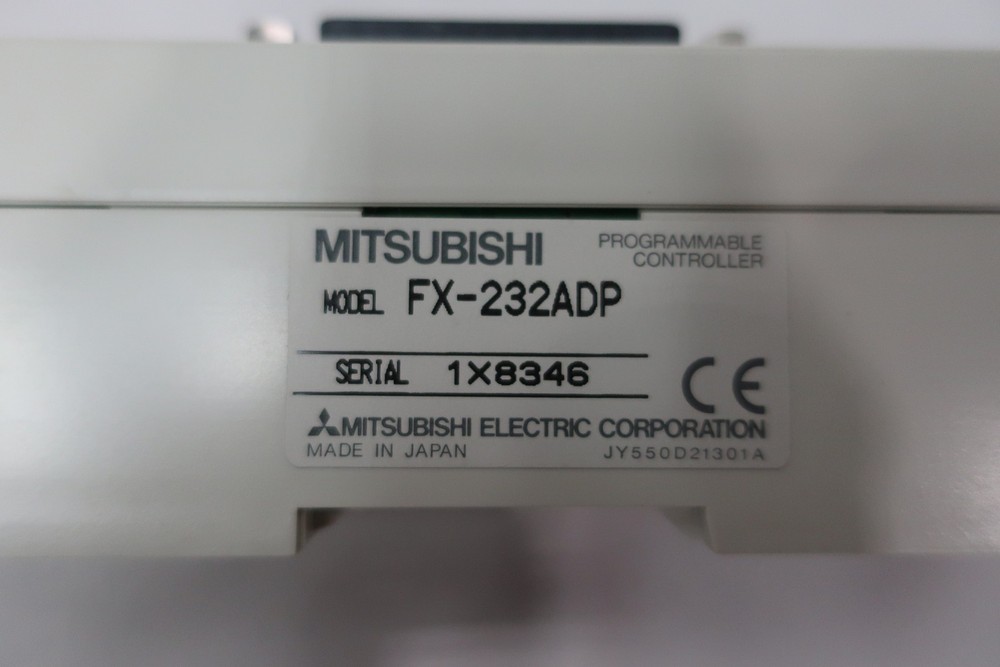 MITSUBISHI
PROGRAMMABLE
CONTROLLER
MODEL FX-232ADP
SERIAL 1X8346
CE
MITSUBISHI ELECTRIC CORPORATION
MADE IN JAPAN JY550D21301A